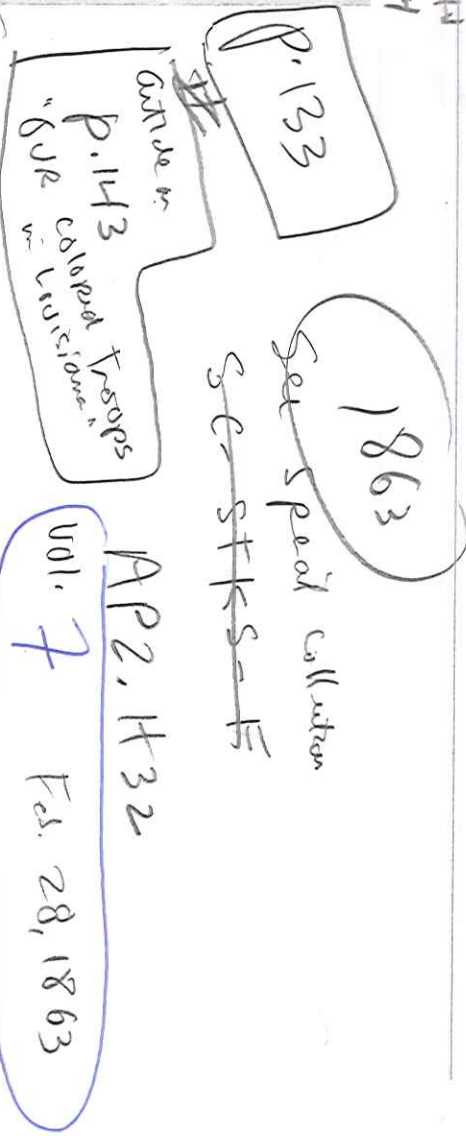 p. 133
article on
p. 143
"OUR colored troops
in Louisiana"
1863
See special collection
SC-STKS-F
AP2.H32
Vol. 7 Feb. 28, 1863